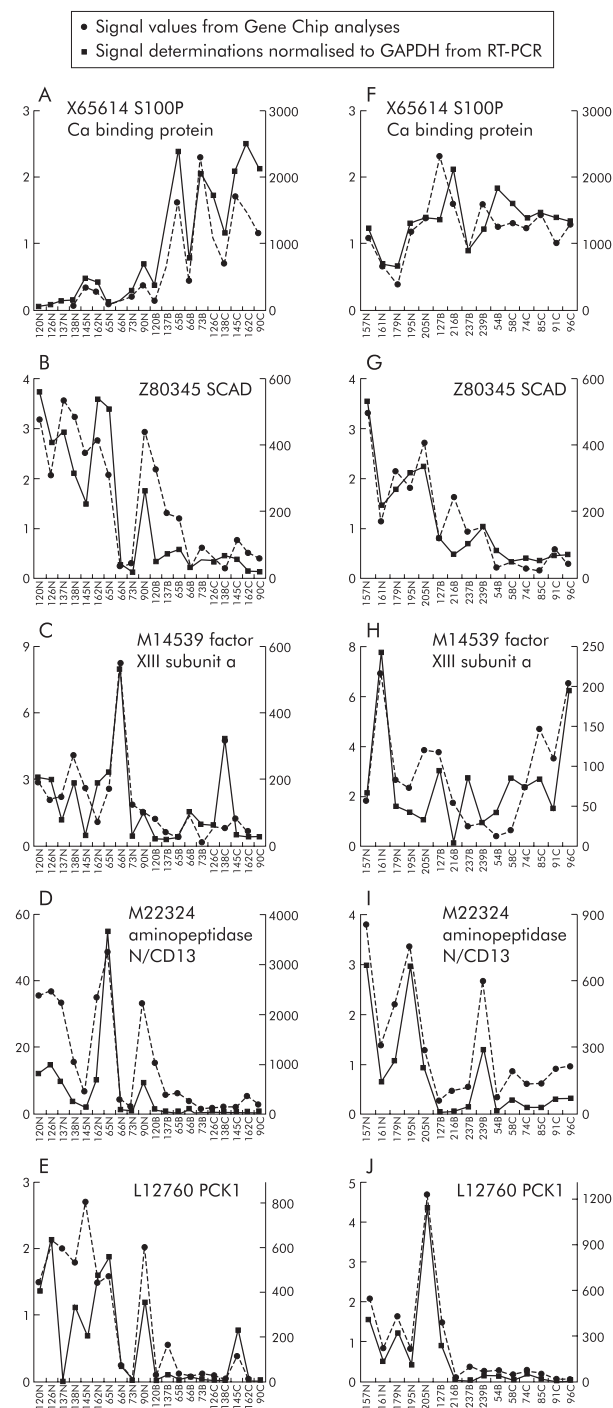 • Signal values from Gene Chip analyses
▪ Signal determinations normalised to GAPDH from RT-PCR
A
X65614 S100P
Ca binding protein
3
2
1
0
3000
2000
1000
0
120N 126N 137N 138N 145N 162N 65N 66N 73N 90N 120B 137B 65B 66B 73B 126C 138C 145C 162C 90C
F
X65614 S100P
Ca binding protein
3
2
1
0
3000
2000
1000
0
157N 161N 179N 195N 205N 127B 216B 237B 239B 54B 58C 74C 85C 91C 96C
B
Z80345 SCAD
4
3
2
1
0
600
400
200
0
120N 126N 137N 138N 145N 162N 65N 66N 73N 90N 120B 137B 65B 66B 73B 126C 138C 145C 162C 90C
G
Z80345 SCAD
4
3
2
1
0
600
400
200
0
157N 161N 179N 195N 205N 127B 216B 237B 239B 54B 58C 74C 85C 91C 96C
C
M14539 factor
XIII subunit a
9
6
3
0
600
500
400
300
200
100
0
120N 126N 137N 138N 145N 162N 65N 66N 73N 90N 120B 137B 65B 66B 73B 126C 138C 145C 162C 90C
H
M14539 factor
XIII subunit a
8
6
4
2
0
250
200
150
100
50
0
157N 161N 179N 195N 205N 127B 216B 237B 239B 54B 58C 74C 85C 91C 96C
D
M22324
aminopeptidase
N/CD13
60
40
20
0
4000
3000
2000
1000
0
120N 126N 137N 138N 145N 162N 65N 66N 73N 90N 120B 137B 65B 66B 73B 126C 138C 145C 162C 90C
I
M22324
aminopeptidase
N/CD13
4
3
2
1
0
900
600
300
0
157N 161N 179N 195N 205N 127B 216B 237B 239B 54B 58C 74C 85C 91C 96C
E
L12760 PCK1
3
2
1
0
800
600
400
200
0
120N 126N 137N 138N 145N 162N 65N 66N 73N 90N 120B 137B 65B 66B 73B 126C 138C 145C 162C 90C
J
L12760 PCK1
5
4
3
2
1
0
1200
900
600
300
0
157N 161N 179N 195N 205N 127B 216B 237B 239B 54B 58C 74C 85C 91C 96C